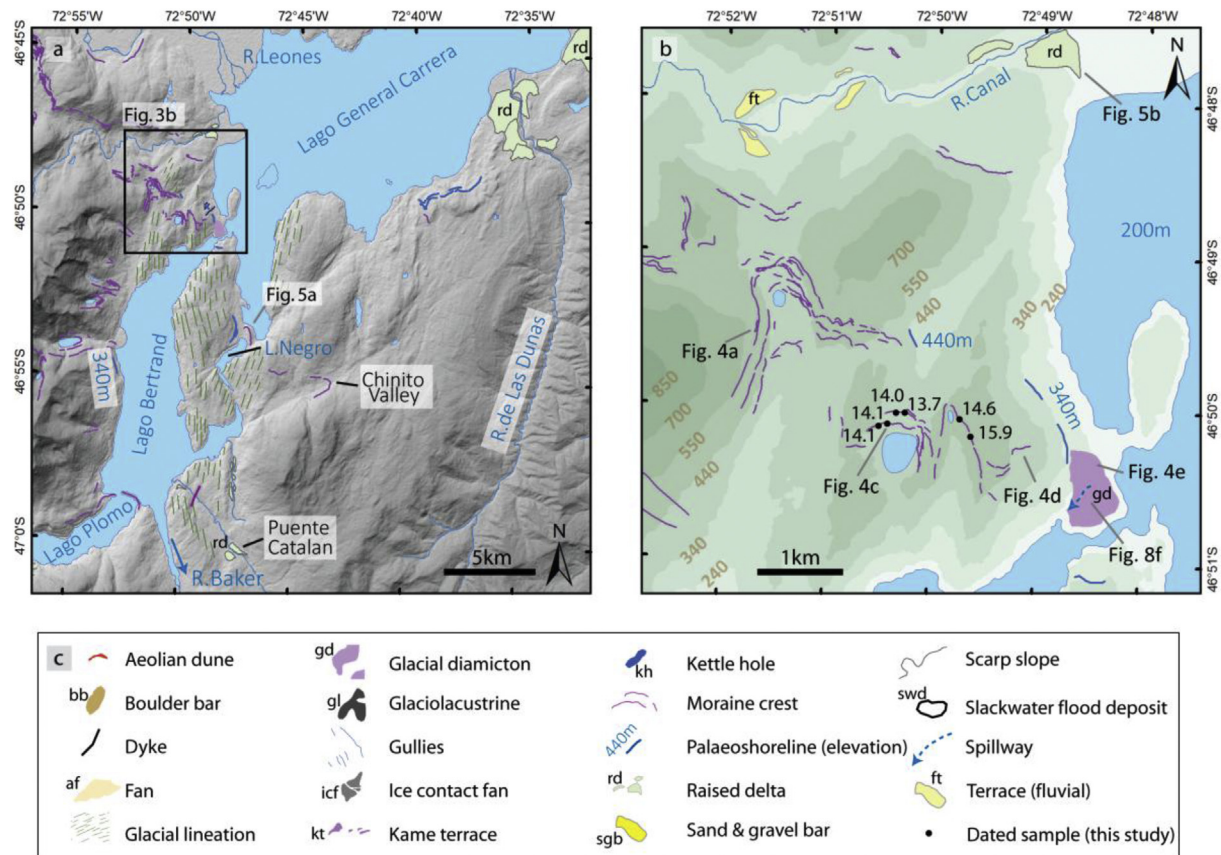 72°55'W
72°50'W
72°45'W
72°40'W
72°35'W
46°45'S
46°50'S
46°55'S
47°0'S
a
R.Leones
rd
Fig. 3b
Lago General Carrera
rd
Fig. 5a
L.Negro
340m
Lago Bertrand
Chinito
Valley
R.de Las Dunas
Lago Plomo
rd
Puente
Catalan
R.Baker
5km
N
72°52'W
72°51'W
72°50'W
72°49'W
72°48'W
46°48'S
46°49'S
46°50'S
46°51'S
b
rd
N
ft
R.Canal
Fig. 5b
200m
700
550
440
340
240
Fig. 4a
440m
850
700
550
440
340
240
340m
14.0
13.7
14.6
14.1
14.1
15.9
Fig. 4c
Fig. 4d
Fig. 4e
gd
Fig. 8f
1km
c
Aeolian dune
bb
Boulder bar
Dyke
af
Fan
Glacial lineation
gd
Glacial diamicton
gl
Glaciolacustrine
Gullies
icf
Ice contact fan
kt
Kame terrace
kh
Kettle hole
Moraine crest
440m
Palaeoshoreline (elevation)
rd
Raised delta
sgb
Sand & gravel bar
Scarp slope
swd
Slackwater flood deposit
Spillway
ft
Terrace (fluvial)
Dated sample (this study)